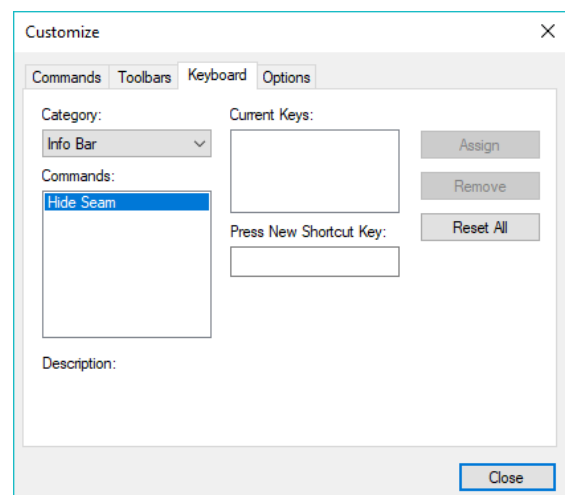 Customize
Commands Toolbars Keyboard Options
Category:
Info Bar
Commands:
Hide Seam
Current Keys:
Press New Shortcut Key:
Assign
Remove
Reset All
Description:
Close